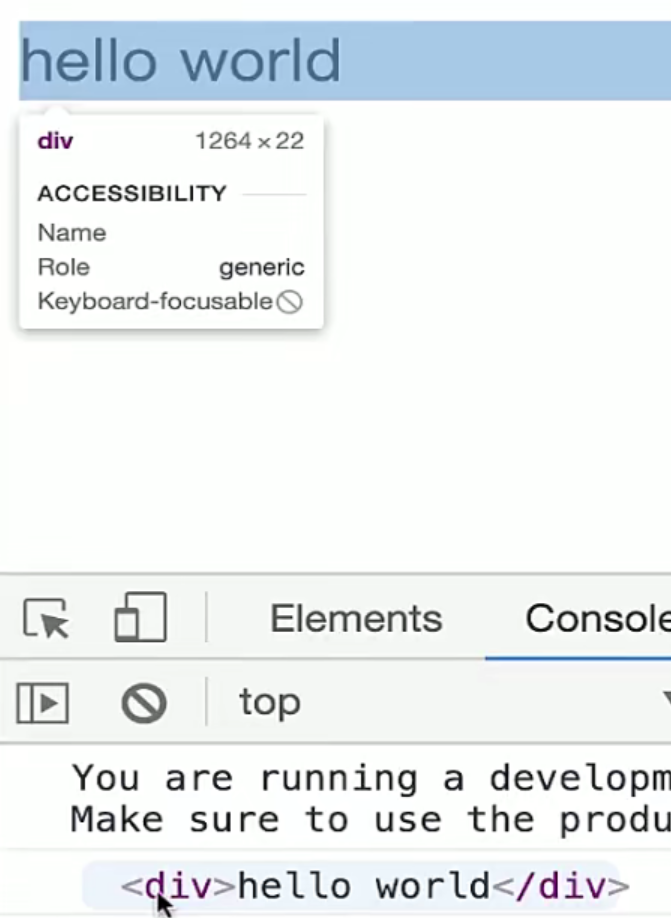 hello world
div 1264 × 22
ACCESSIBILITY
Name
Role generic
Keyboard-focusable
Elements Console
top
You are running a developm
Make sure to use the produ
<div>hello world</div>